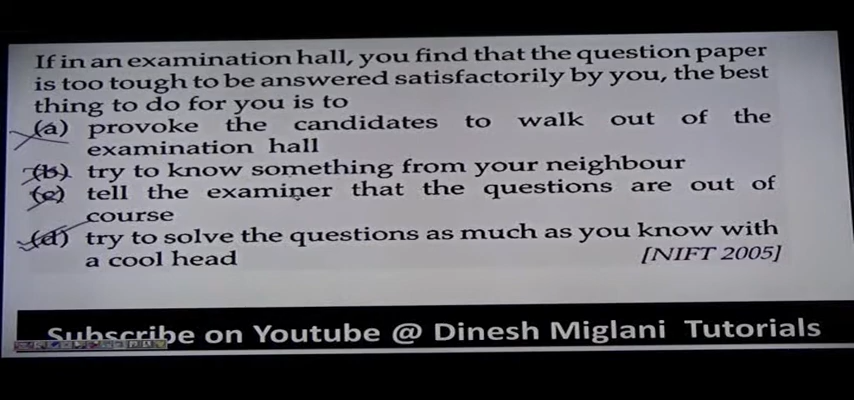 If in an examination hall, you find that the question paper
is too tough to be answered satisfactorily by you, the best
thing to do for you is to
(a) provoke the candidates to walk out of the
examination hall
(b) try to know something from your neighbour
(c) tell the examiner that the questions are out of
course
(d) try to solve the questions as much as you know with
a cool head [NIFT 2005]
Subscribe on Youtube @ Dinesh Miglani Tutorials